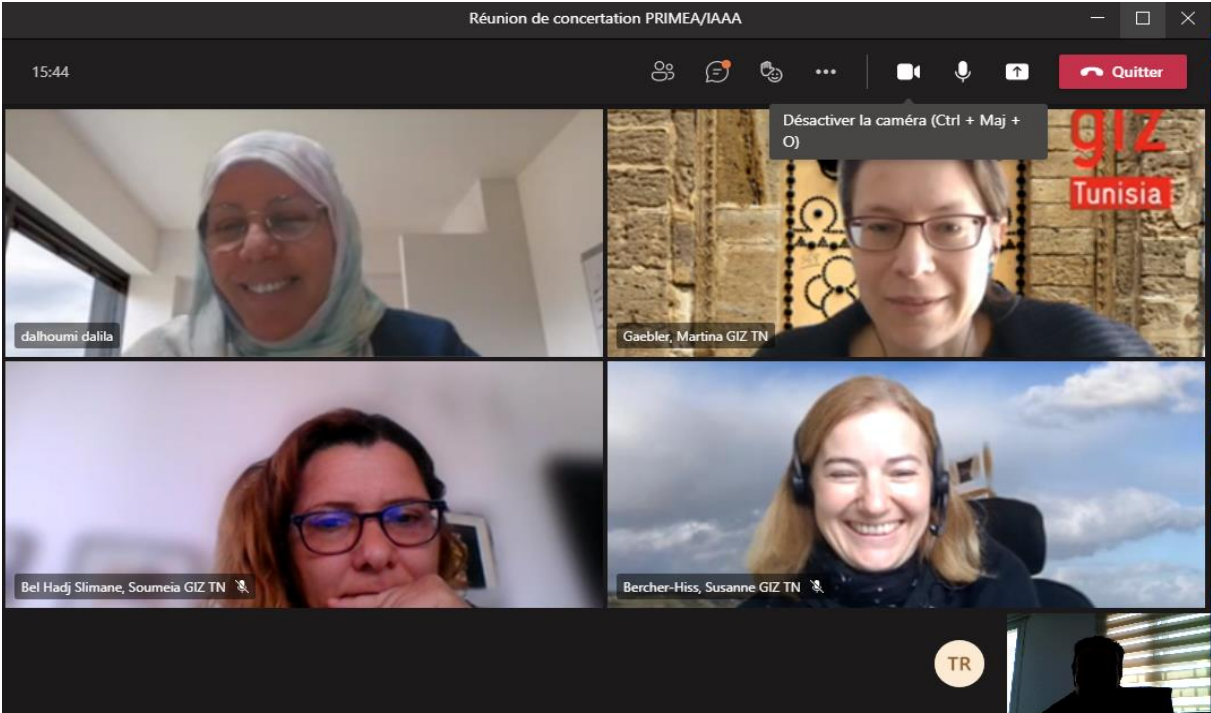 Réunion de concertation PRIMEA/IAAA
15:44
Quitter
Désactiver la caméra (Ctrl + Maj +
O)
giz
Tunisia
dalhoumi dalila
Gaebler, Martina GIZ TN
Bel Hadj Slimane, Soumeia GIZ TN
Bercher-Hiss, Susanne GIZ TN
TR